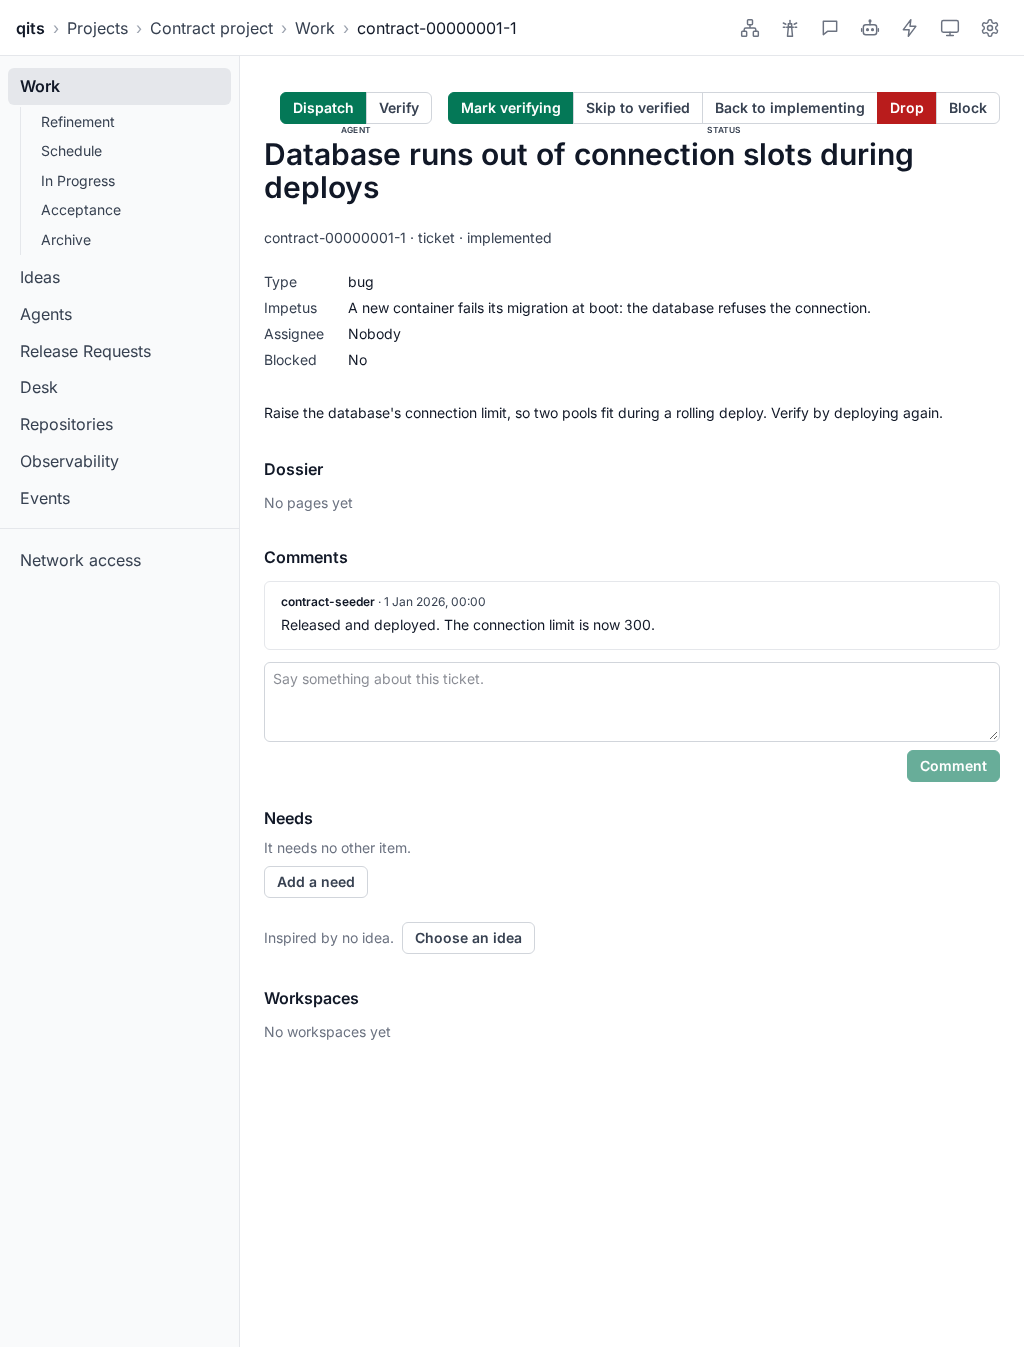 qits › Projects › Contract project › Work › contract-00000001-1
Work
Refinement
Schedule
In Progress
Acceptance
Archive
Ideas
Agents
Release Requests
Desk
Repositories
Observability
Events
Network access
Dispatch Verify
AGENT
Mark verifying Skip to verified Back to implementing Drop Block
STATUS
Database runs out of connection slots during
deploys
contract-00000001-1 · ticket · implemented
Type bug
Impetus A new container fails its migration at boot: the database refuses the connection.
Assignee Nobody
Blocked No
Raise the database's connection limit, so two pools fit during a rolling deploy. Verify by deploying again.
Dossier
No pages yet
Comments
contract-seeder · 1 Jan 2026, 00:00
Released and deployed. The connection limit is now 300.
Say something about this ticket.
Comment
Needs
It needs no other item.
Add a need
Inspired by no idea. Choose an idea
Workspaces
No workspaces yet